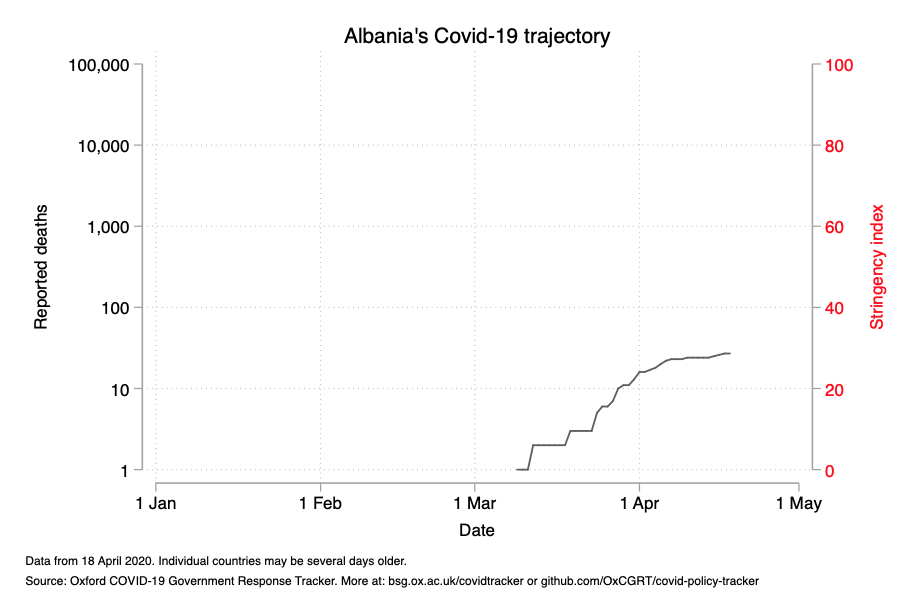 Albania's Covid-19 trajectory
100,000
10,000
1,000
100
10
1
Reported deaths
100
80
60
40
20
0
Stringency index
1 Jan
1 Feb
1 Mar
1 Apr
1 May
Date
Data from 18 April 2020. Individual countries may be several days older.
Source: Oxford COVID-19 Government Response Tracker. More at: bsg.ox.ac.uk/covidtracker or github.com/OxCGRT/covid-policy-tracker